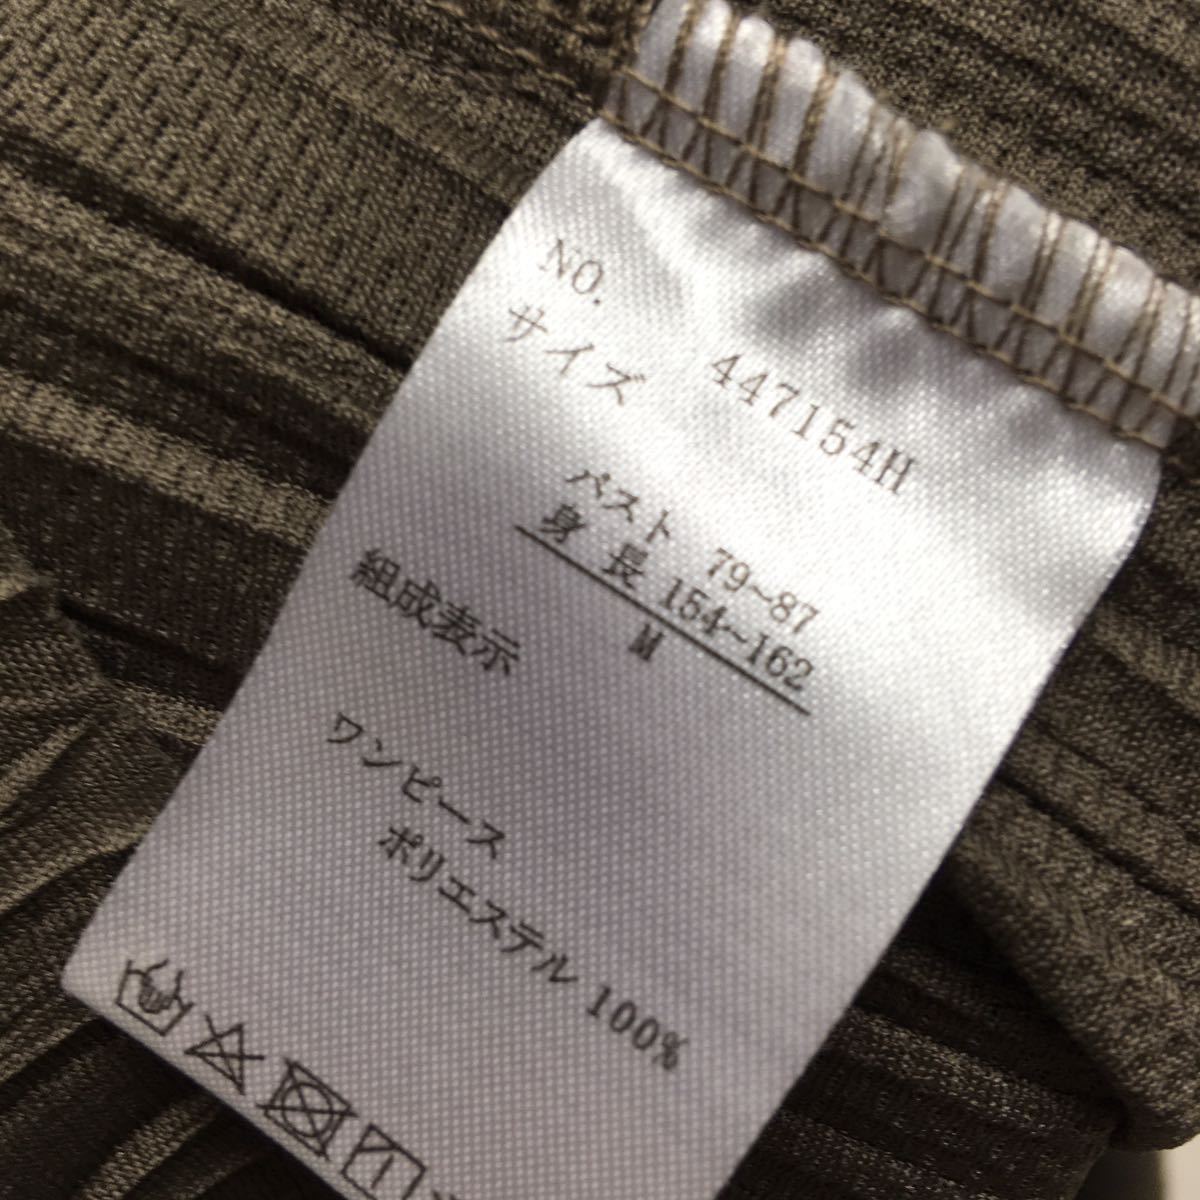 NO. 447154H
サイズ
バスト 79~87
身長 154~162
M
組成表示
ワンピース
ポリエステル 100%